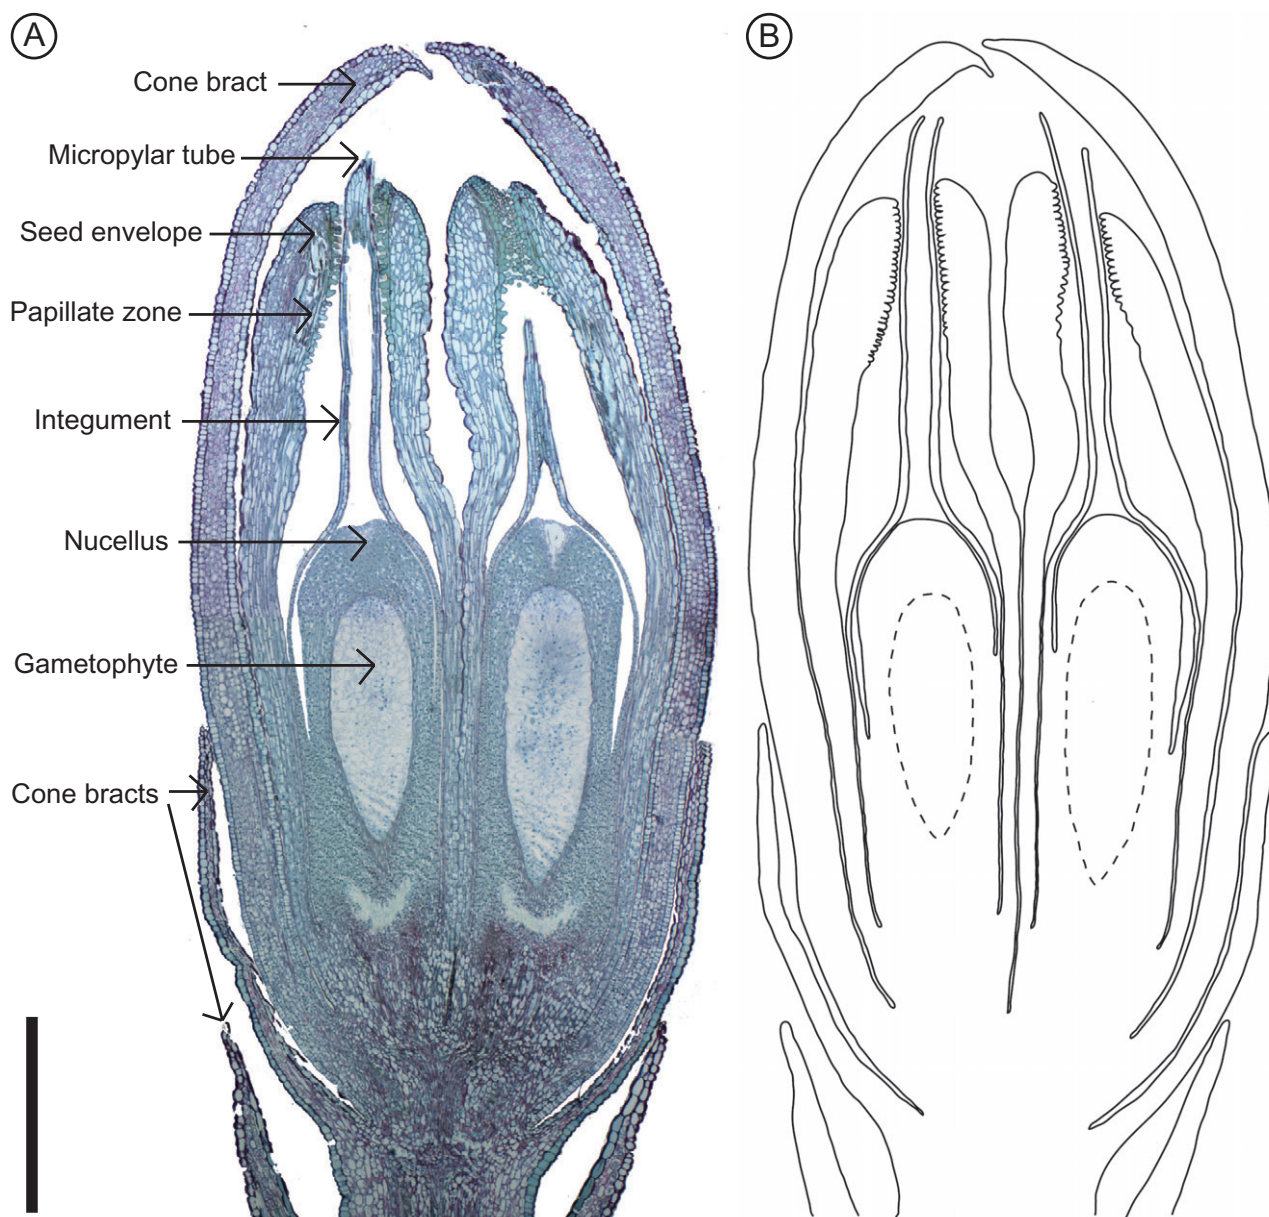 A
B
Cone bract
Micropylar tube
Seed envelope
Papillate zone
Integument
Nucellus
Gametophyte
Cone bracts